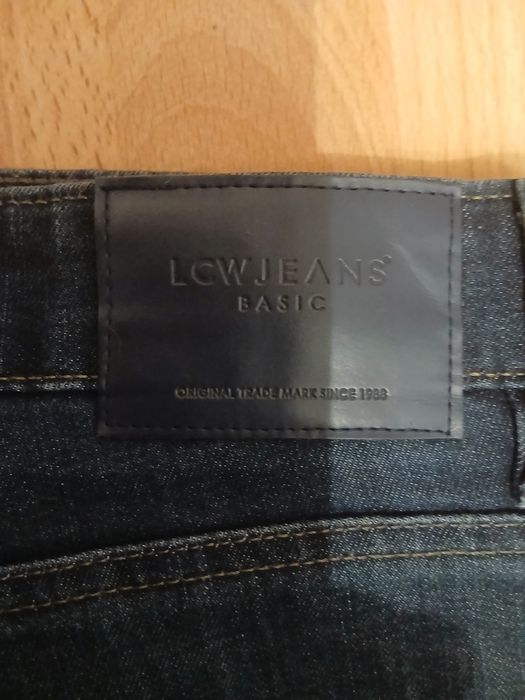 LCWJEANS®
BASIC
ORIGINAL TRADE MARK SINCE 1988